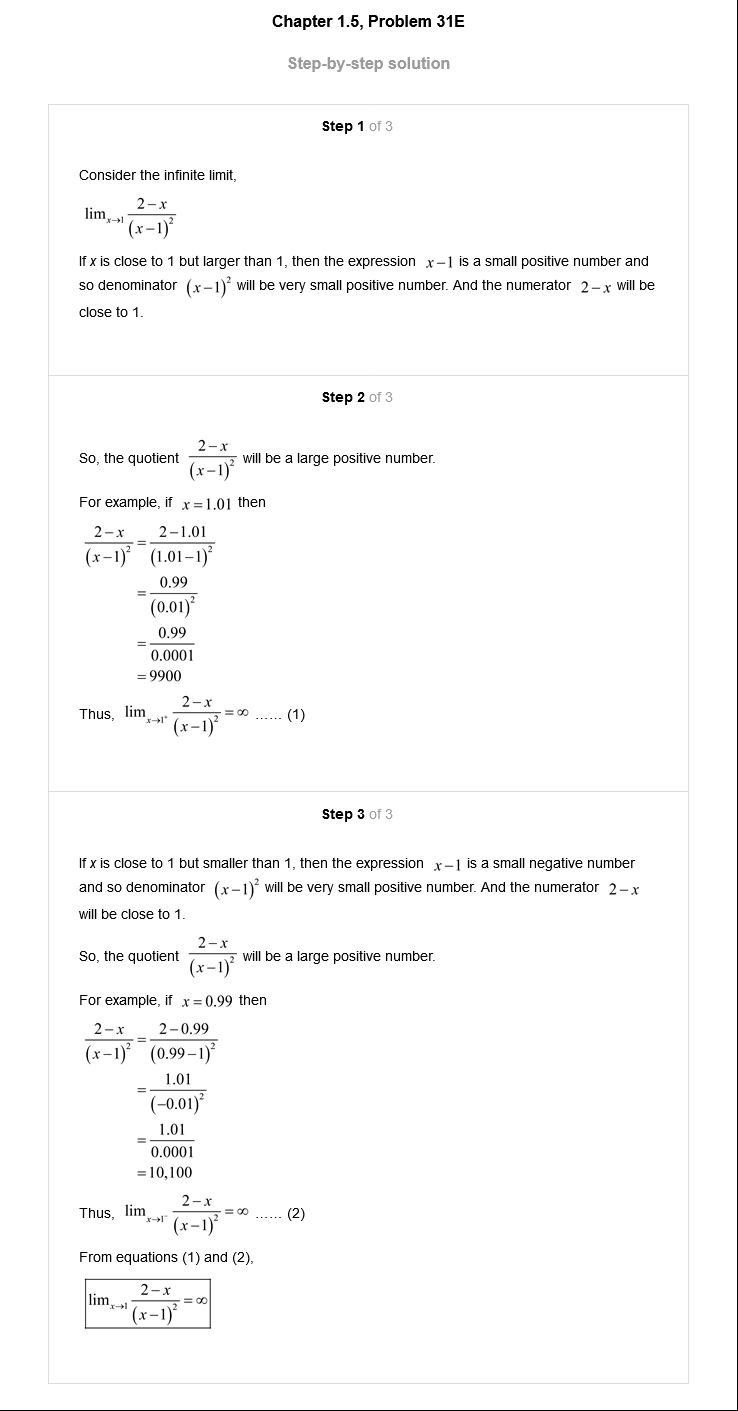 Chapter 1.5, Problem 31E
Step-by-step solution
Step 1 of 3
Consider the infinite limit,
lim_{x→1} \frac{2-x}{(x-1)^2}
If x is close to 1 but larger than 1, then the expression x-1 is a small positive number and
so denominator (x-1)^2 will be very small positive number. And the numerator 2-x will be
close to 1.
Step 2 of 3
So, the quotient \frac{2-x}{(x-1)^2} will be a large positive number.
For example, if x=1.01 then
\frac{2-x}{(x-1)^2} = \frac{2-1.01}{(1.01-1)^2}
= \frac{0.99}{(0.01)^2}
= \frac{0.99}{0.0001}
= 9900
Thus, lim_{x→1^+} \frac{2-x}{(x-1)^2} = ∞ ...... (1)
Step 3 of 3
If x is close to 1 but smaller than 1, then the expression x-1 is a small negative number
and so denominator (x-1)^2 will be very small positive number. And the numerator 2-x
will be close to 1.
So, the quotient \frac{2-x}{(x-1)^2} will be a large positive number.
For example, if x=0.99 then
\frac{2-x}{(x-1)^2} = \frac{2-0.99}{(0.99-1)^2}
= \frac{1.01}{(-0.01)^2}
= \frac{1.01}{0.0001}
= 10,100
Thus, lim_{x→1^-} \frac{2-x}{(x-1)^2} = ∞ ...... (2)
From equations (1) and (2),
lim_{x→1} \frac{2-x}{(x-1)^2} = ∞